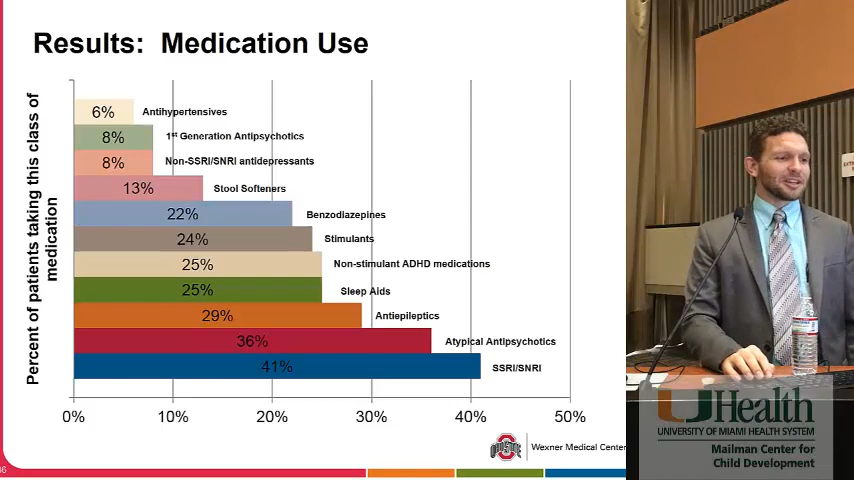 Results: Medication Use
Percent of patients taking this class of
medication
6% Antihypertensives
8% 1st Generation Antipsychotics
8% Non-SSRI/SNRI antidepressants
13% Stool Softeners
22% Benzodiazepines
24% Stimulants
25% Non-stimulant ADHD medications
25% Sleep Aids
29% Antiepileptics
36% Atypical Antipsychotics
41% SSRI/SNRI
0% 10% 20% 30% 40% 50%
Wexner Medical Center
UHealth
UNIVERSITY OF MIAMI HEALTH SYSTEM
Mailman Center for
Child Development